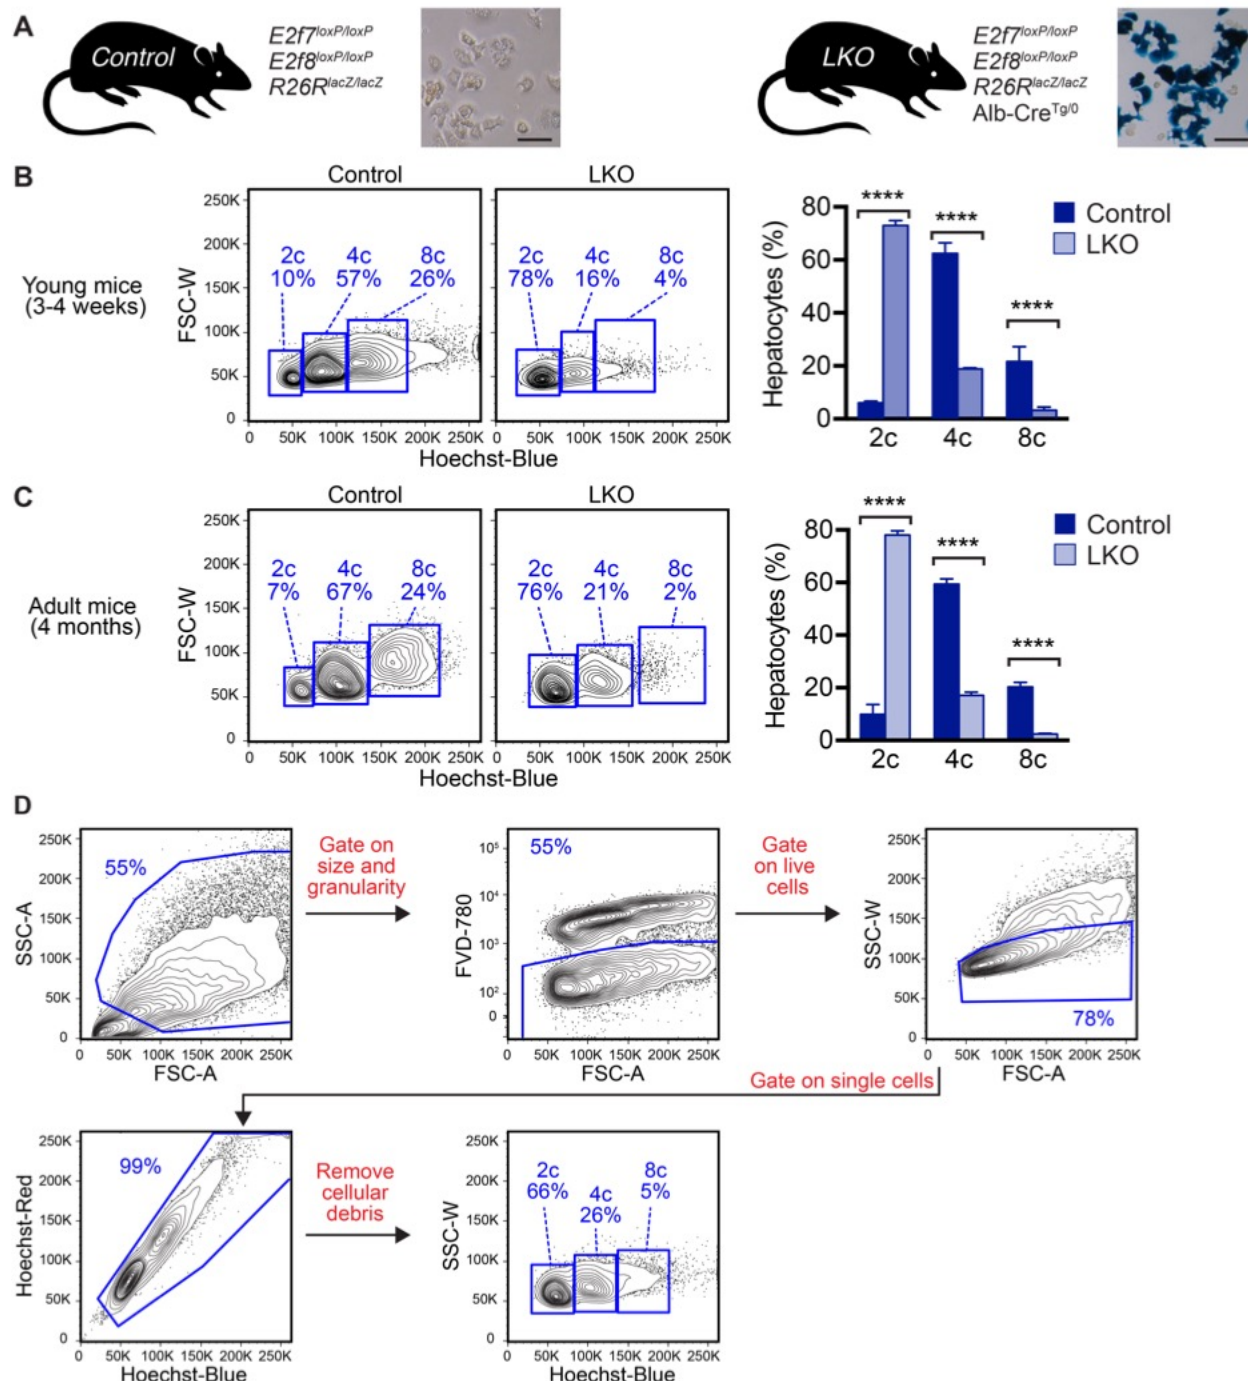 A
Control
E2f7loxP/loxP
E2f8loxP/loxP
R26RlacZ/lacZ
LKO
E2f7loxP/loxP
E2f8loxP/loxP
R26RlacZ/lacZ
Alb-CreTg/0
B
Young mice
(3-4 weeks)
Control
LKO
FSC-W
250K
200K
150K
100K
50K
0
2c 4c 8c
10% 57% 26%
2c 4c 8c
78% 16% 4%
0 50K 100K 150K 200K 250K
0 50K 100K 150K 200K 250K
Hoechst-Blue
Hepatocytes (%)
80
60
40
20
0
**** **** ****
Control
LKO
2c 4c 8c
C
Adult mice
(4 months)
Control
LKO
FSC-W
250K
200K
150K
100K
50K
0
2c 4c 8c
7% 67% 24%
2c 4c 8c
76% 21% 2%
0 50K 100K 150K 200K 250K
0 50K 100K 150K 200K 250K
Hoechst-Blue
Hepatocytes (%)
80
60
40
20
0
**** **** ****
Control
LKO
2c 4c 8c
D
SSC-A
250K
200K
150K
100K
50K
0
55%
0 50K 100K 150K 200K 250K
FSC-A
Gate on
size and
granularity
FVD-780
105
104
103
102
0
55%
0 50K 100K 150K 200K 250K
FSC-A
Gate
on live
cells
SSC-W
250K
200K
150K
100K
50K
0
78%
0 50K 100K 150K 200K 250K
FSC-A
Gate on single cells
Hoechst-Red
250K
200K
150K
100K
50K
0
99%
0 50K 100K 150K 200K 250K
Hoechst-Blue
Remove
cellular
debris
SSC-W
250K
200K
150K
100K
50K
0
2c 4c 8c
66% 26% 5%
0 50K 100K 150K 200K 250K
Hoechst-Blue